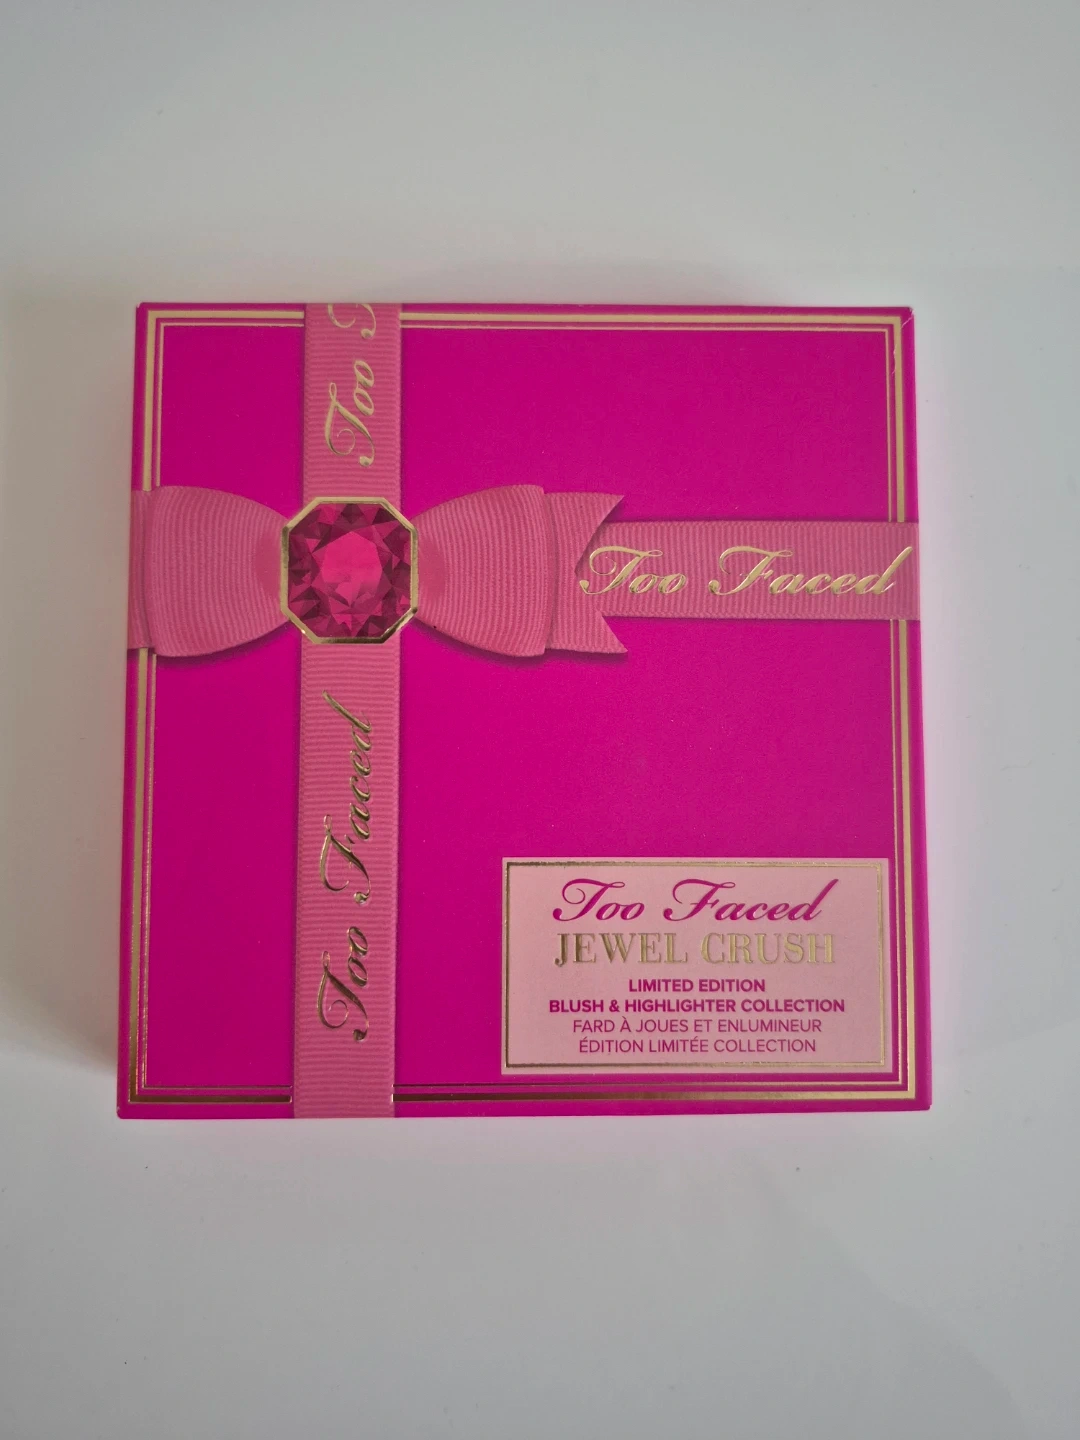 Too
Too Faced
Too Faced
Too Faced
JEWEL CRUSH
LIMITED EDITION
BLUSH & HIGHLIGHTER COLLECTION
FARD À JOUES ET ENLUMINEUR
ÉDITION LIMITÉE COLLECTION